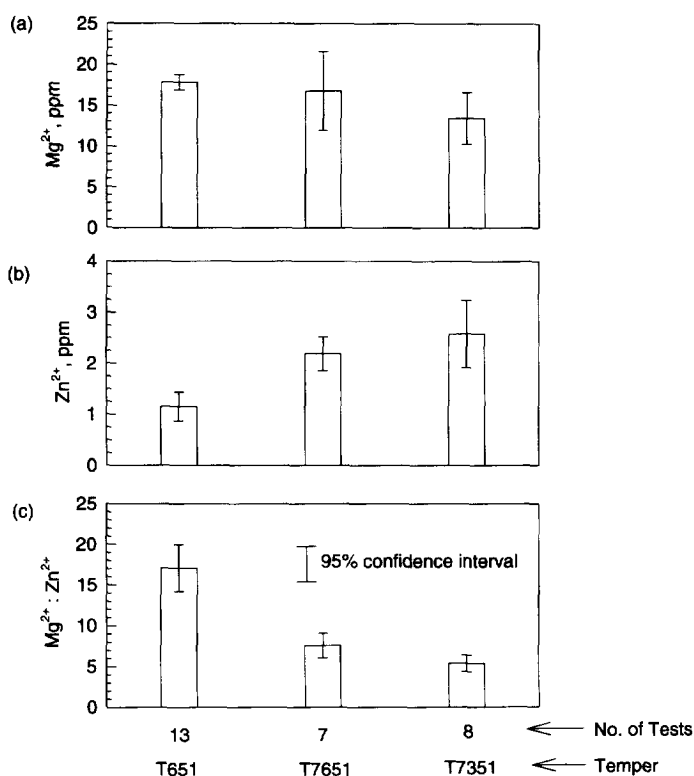 (a)
Mg²⁺, ppm
25
20
15
10
5
0
(b)
Zn²⁺, ppm
4
3
2
1
0
(c)
Mg²⁺ : Zn²⁺
25
20
15
10
5
0
95% confidence interval
13 7 8 No. of Tests
T651 T7651 T7351 Temper